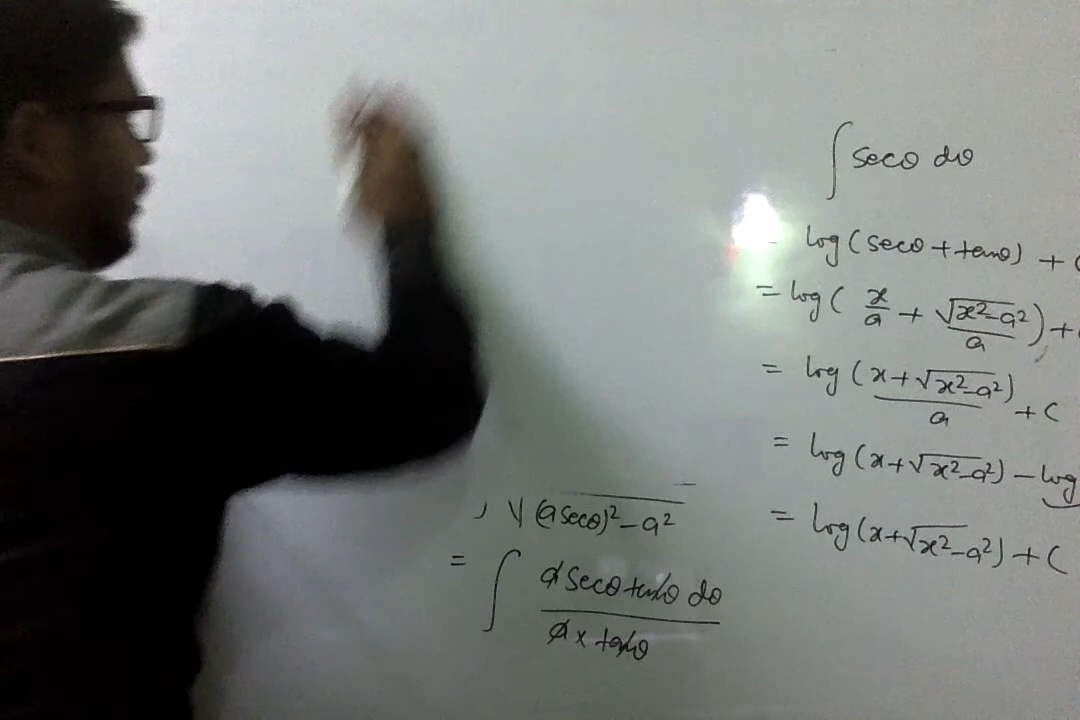 √(a secθ)² - a²
= ∫ a secθ tanθ dθ / a x tanθ
∫ secθ dθ
log(secθ + tanθ) +
= log( x/a + √x²-a²/a ) +
= log (x+√x²-a²)/a + C
= log(x+√x²-a²) - log
= log(x+√x²-a²) + C